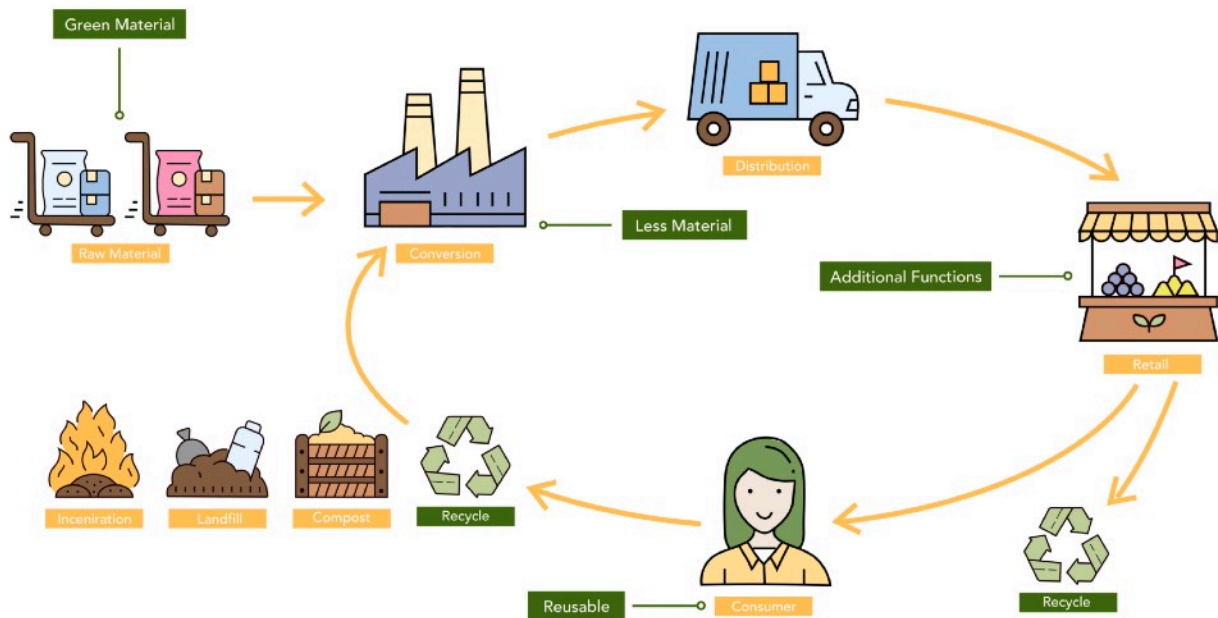 Green Material
Raw Material
Conversion
Less Material
Distribution
Additional Functions
Retail
Inceniration
Landfill
Compost
Recycle
Reusable
Consumer
Recycle